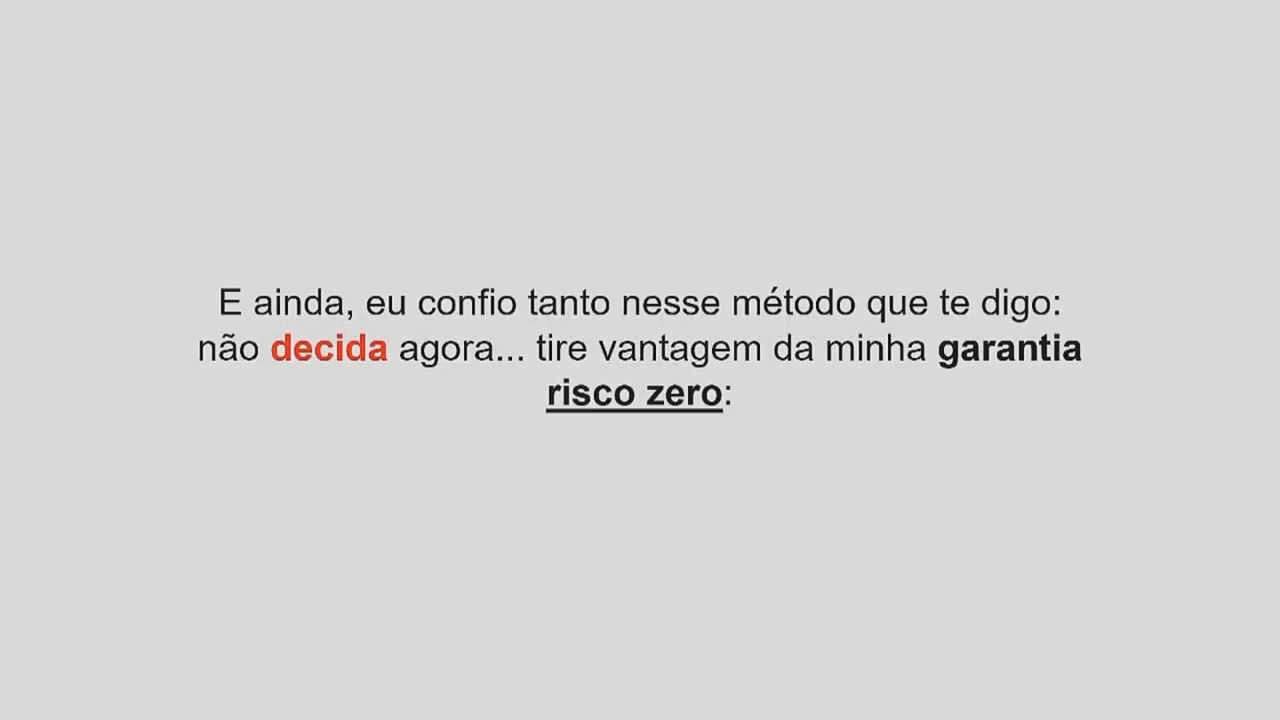 E ainda, eu confio tanto nesse método que te digo:
não decida agora... tire vantagem da minha garantia
risco zero: